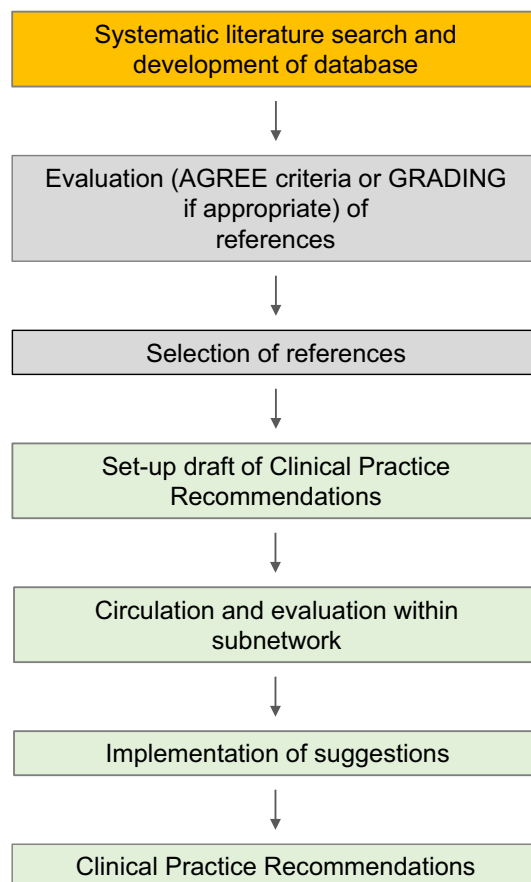 Systematic literature search and
development of database
Evaluation (AGREE criteria or GRADING
if appropriate) of
references
Selection of references
Set-up draft of Clinical Practice
Recommendations
Circulation and evaluation within
subnetwork
Implementation of suggestions
Clinical Practice Recommendations